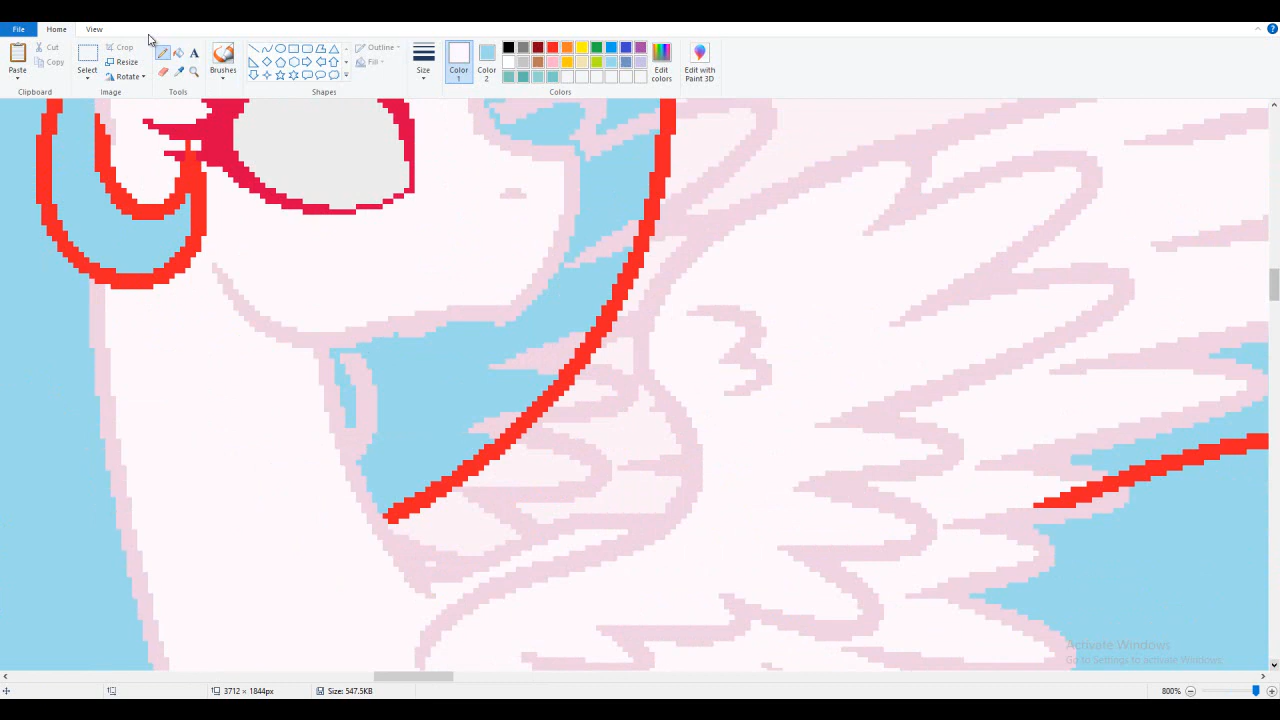 File Home View
Paste
Cut
Copy
Clipboard
Select
Crop
Resize
Rotate
Image
A
Tools
Brushes
Outline
Fill
Shapes
Size
Color
1
Color
2
Edit
colors
Colors
Edit with
Paint 3D
Activate Windows
Go to Settings to activate Windows.
3712 × 1844px
Size: 547.5KB
800%